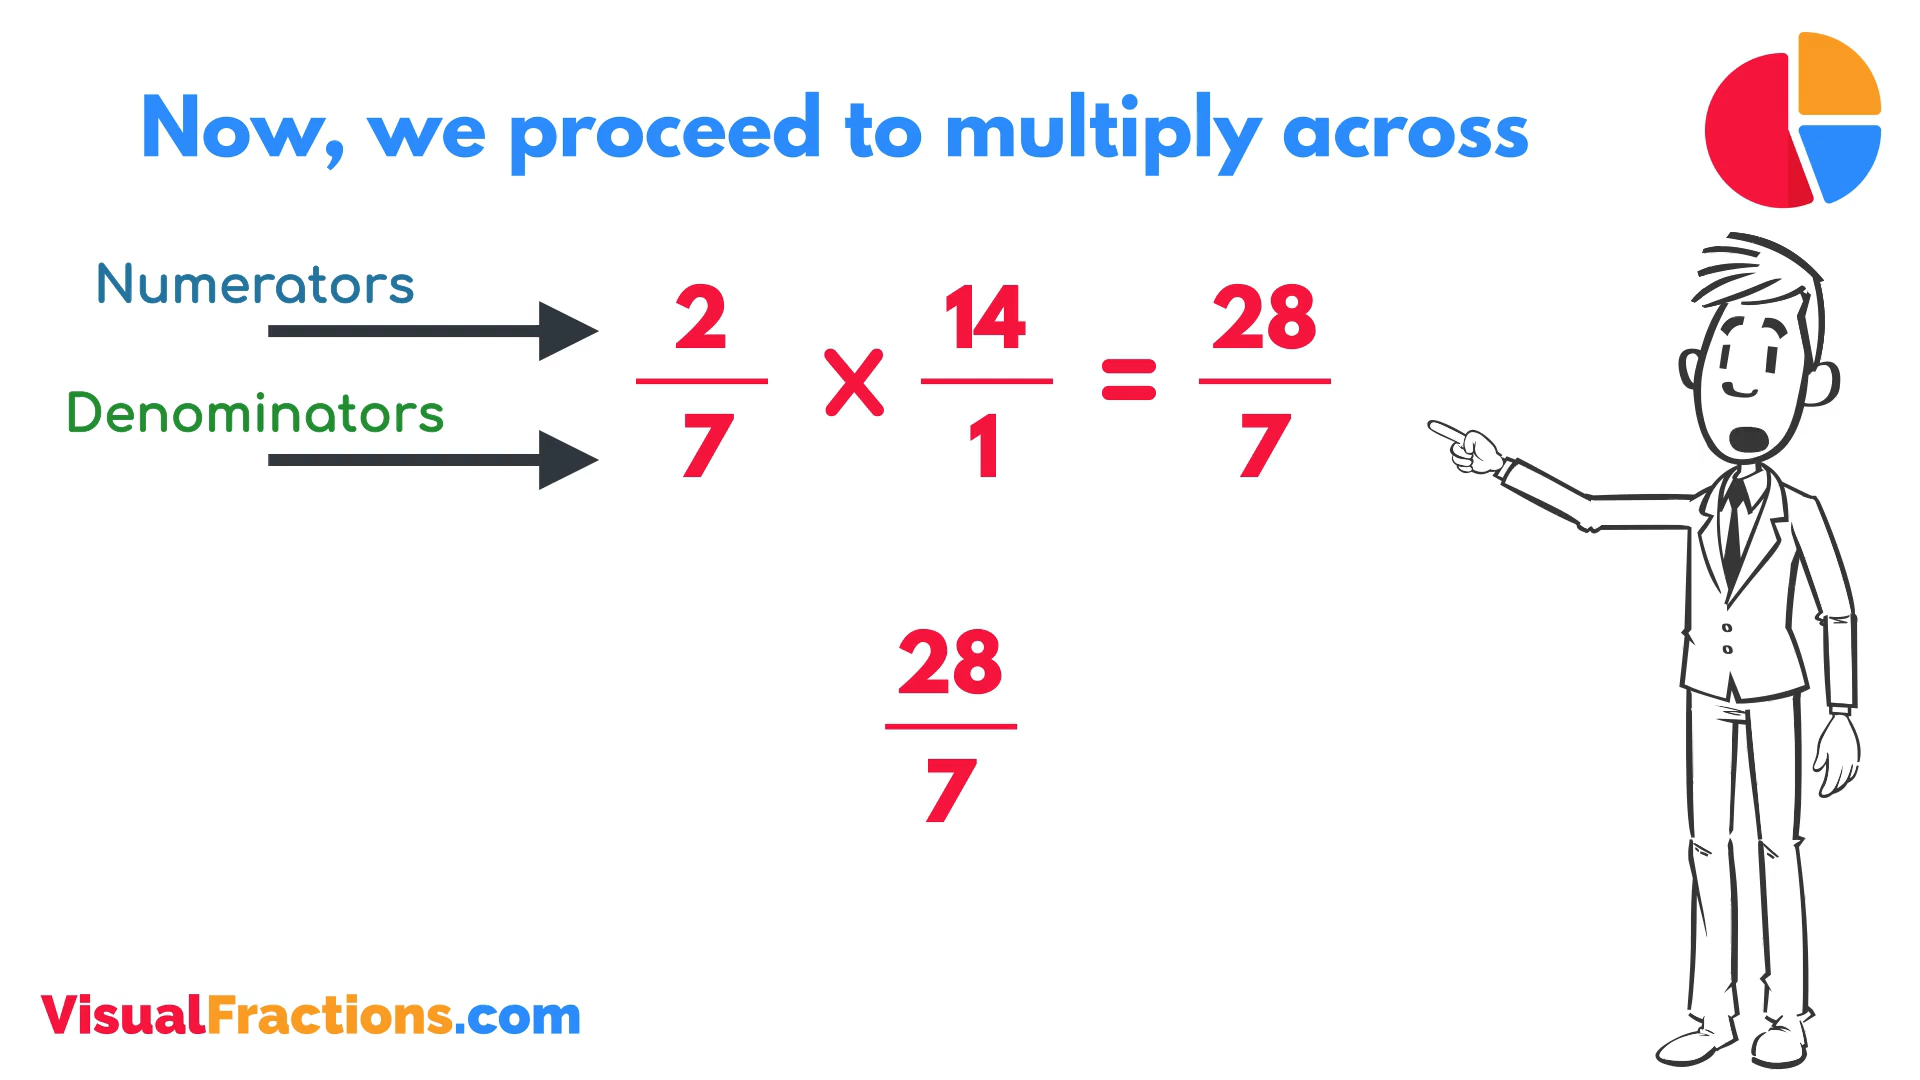 Now, we proceed to multiply across
Numerators
Denominators
2 14 28
× =
7 1 7
28
7
VisualFractions.com